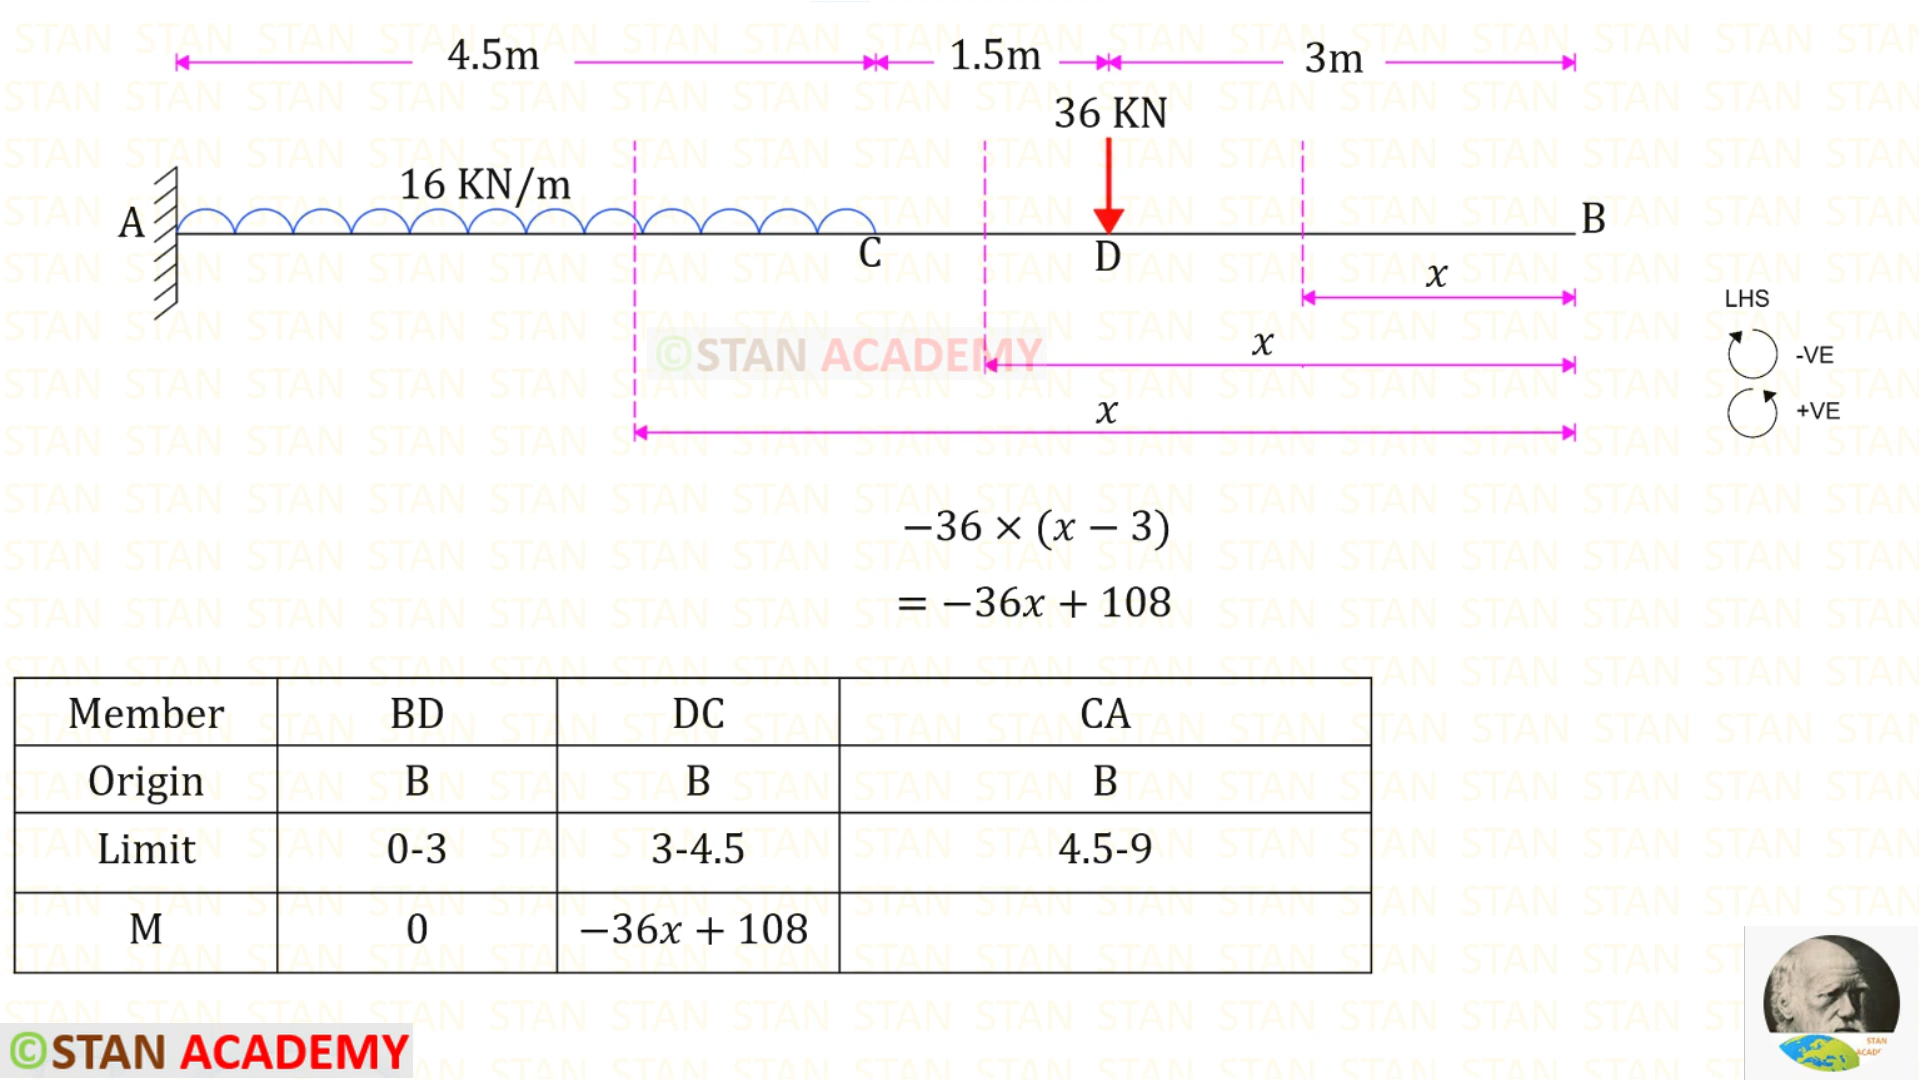 4.5m 1.5m 3m
36 KN
16 KN/m
A C D B
x
x
x
LHS
-VE
+VE
©STAN ACADEMY
−36 × (x − 3)
= −36x + 108
Member BD DC CA
Origin B B B
Limit 0-3 3-4.5 4.5-9
M 0 −36x + 108
©STAN ACADEMY
STAN